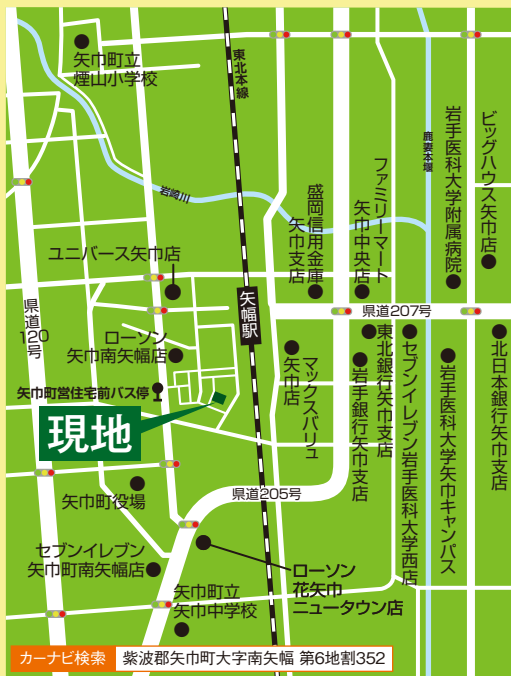 矢巾町立
煙山小学校
東北本線
岩崎川
鹿妻本堰
岩手医科大学附属病院
ビッグハウス矢巾店
盛岡信用金庫
矢巾支店
ファミリーマート
矢巾中央店
ユニバース矢巾店
県道120号
矢幅駅
県道207号
ローソン
矢巾南矢幅店
矢巾町営住宅前バス停
現地
マックスバリュ
矢巾店
岩手銀行矢巾支店
東北銀行矢巾支店
セブンイレブン岩手医科大学西店
岩手医科大学矢巾キャンパス
北日本銀行矢巾支店
矢巾町役場
県道205号
セブンイレブン
矢巾町南矢幅店
ローソン
花矢巾
ニュータウン店
矢巾町立
矢巾中学校
カーナビ検索 紫波郡矢巾町大字南矢幅 第6地割352